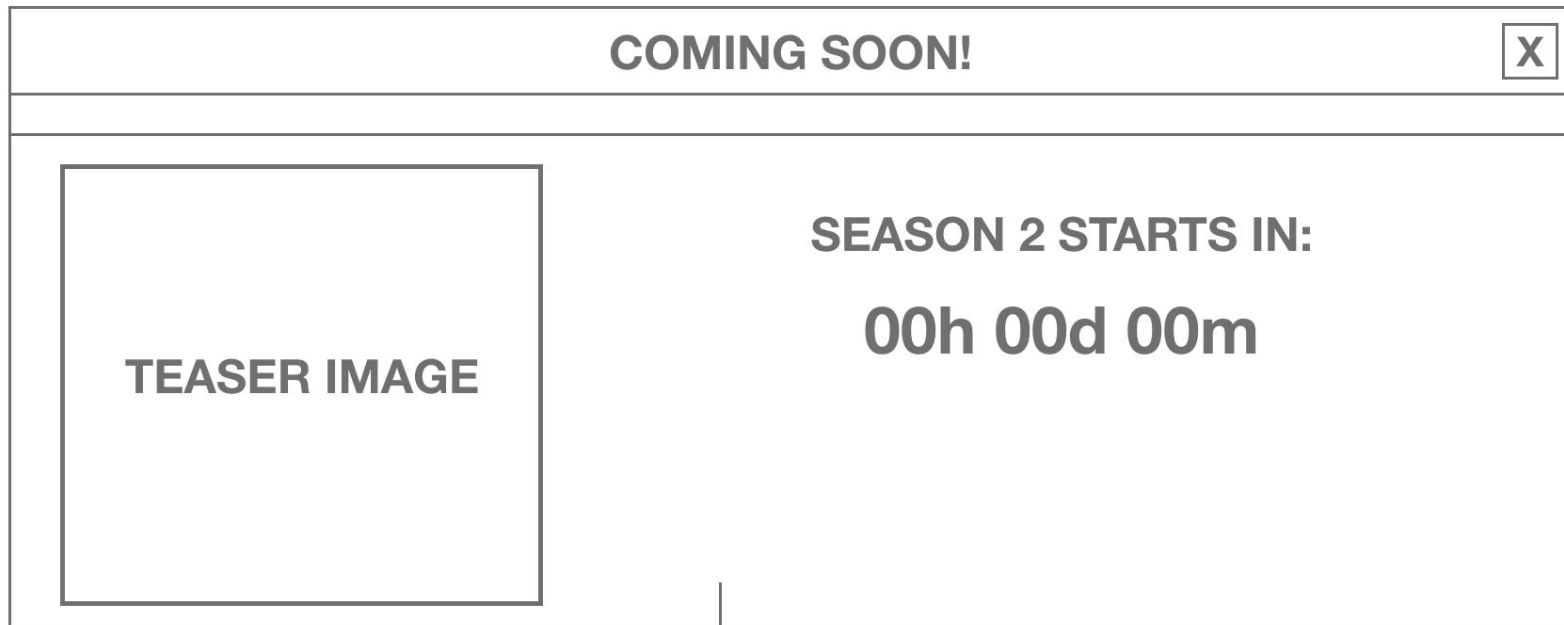 COMING SOON!
X
TEASER IMAGE
SEASON 2 STARTS IN:
00h 00d 00m